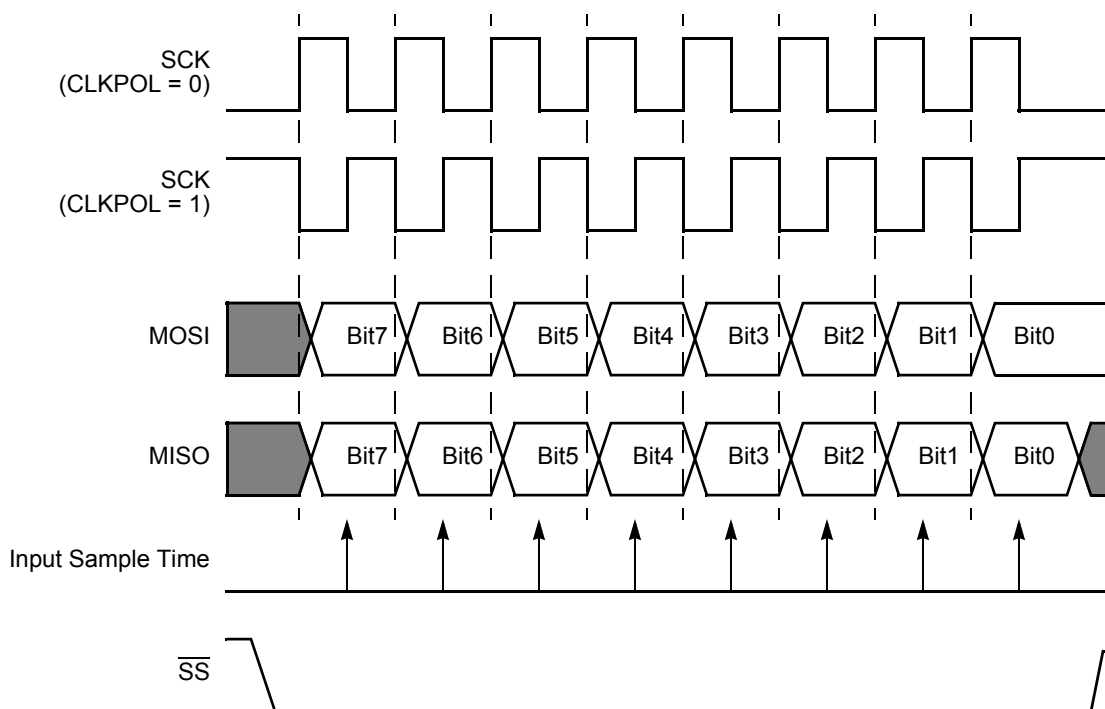 SCK
(CLKPOL = 0)
SCK
(CLKPOL = 1)
MOSI
Bit7 Bit6 Bit5 Bit4 Bit3 Bit2 Bit1 Bit0
MISO
Bit7 Bit6 Bit5 Bit4 Bit3 Bit2 Bit1 Bit0
Input Sample Time
S̅S̅